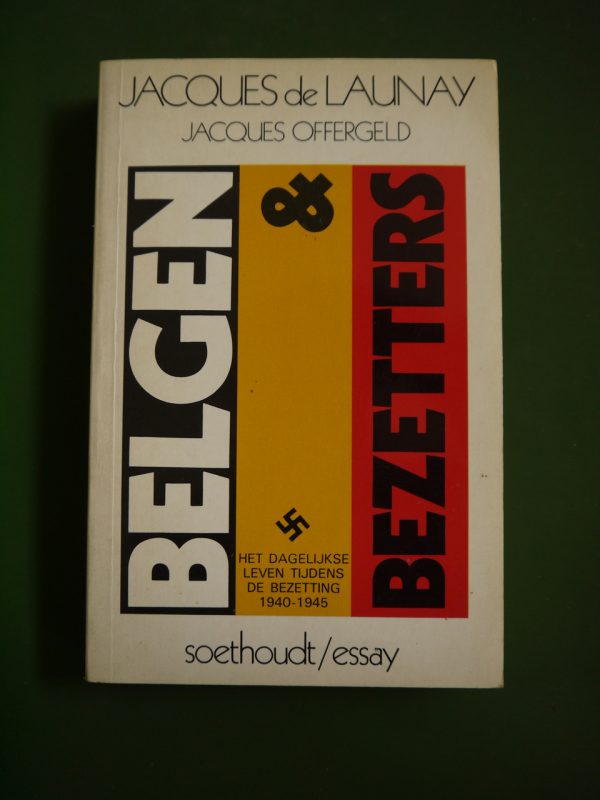 JACQUES de LAUNAY
JACQUES OFFERGELD
BELGEN
&
BEZETTERS
HET DAGELIJKSE
LEVEN TIJDENS
DE BEZETTING
1940-1945
soethoudt/essay